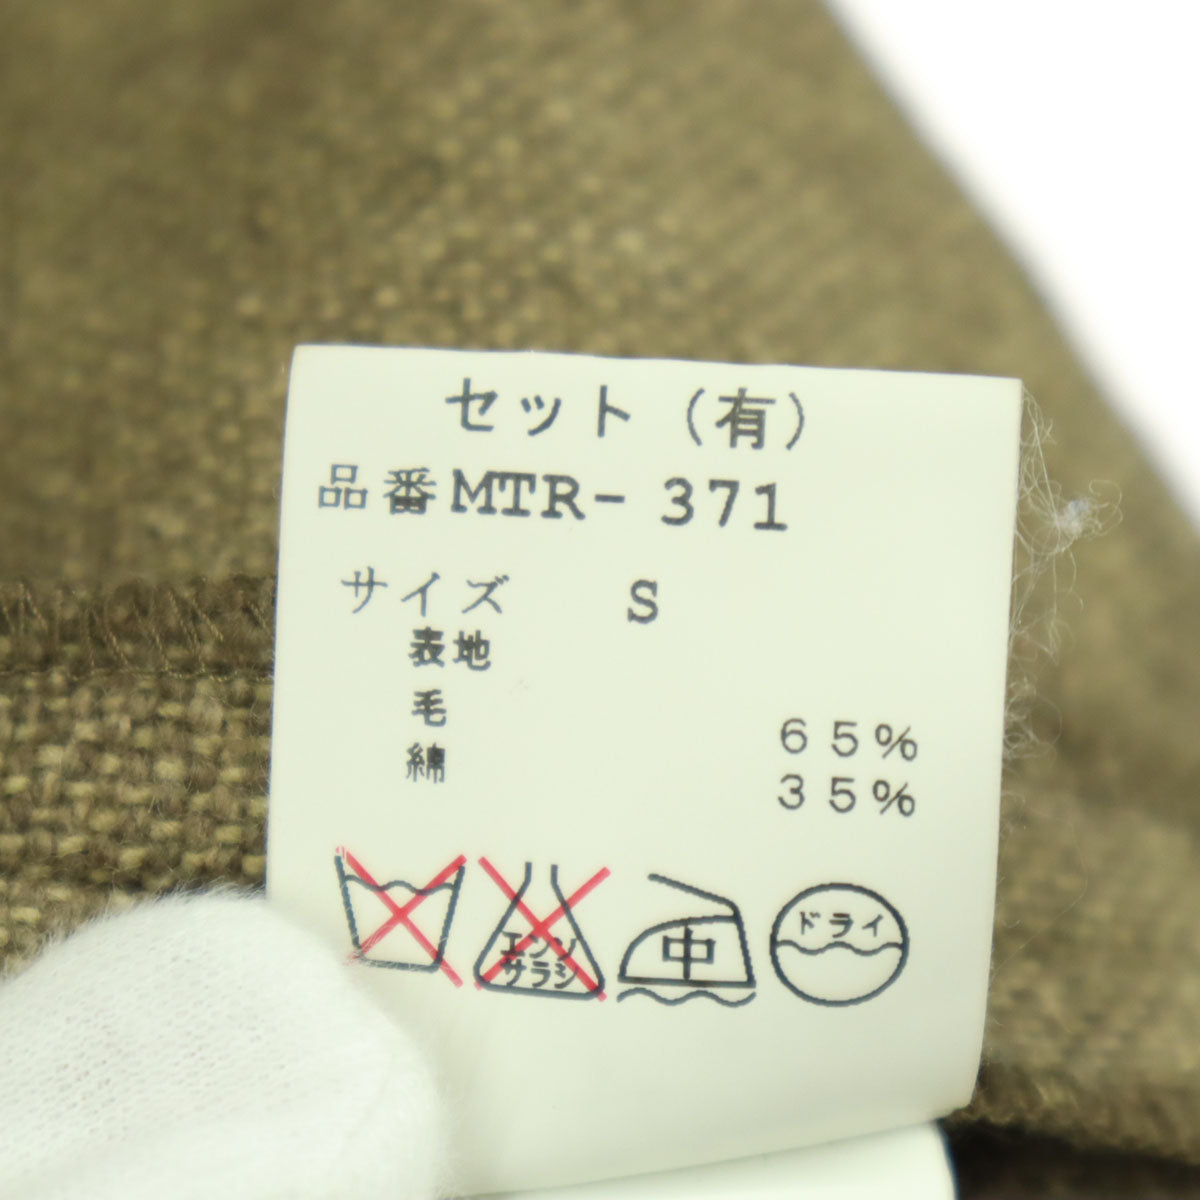 セット（有）
品番MTR- 371
サイズ S
表地
毛 65%
綿 35%
エンソ
サラシ
中
ドライ